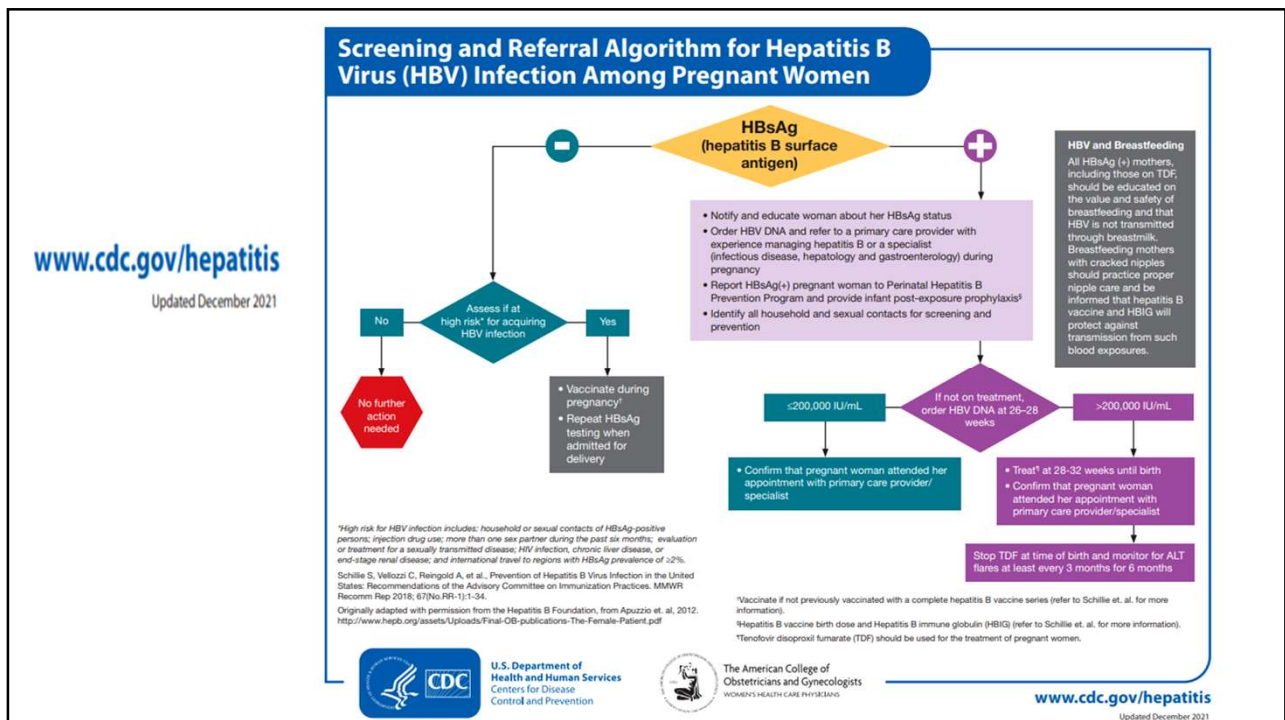 www.cdc.gov/hepatitis
Updated December 2021
Screening and Referral Algorithm for Hepatitis B
Virus (HBV) Infection Among Pregnant Women
HBsAg
(hepatitis B surface
antigen)
HBV and Breastfeeding
All HBsAg (+) mothers,
including those on TDF,
should be educated on
the value and safety of
breastfeeding and that
HBV is not transmitted
through breastmilk.
Breastfeeding mothers
with cracked nipples
should practice proper
nipple care and be
informed that hepatitis B
vaccine and HBIG will
protect against
transmission from such
blood exposures.
• Notify and educate woman about her HBsAg status
• Order HBV DNA and refer to a primary care provider with
experience managing hepatitis B or a specialist
(infectious disease, hepatology and gastroenterology) during
pregnancy
• Report HBsAg(+) pregnant woman to Perinatal Hepatitis B
Prevention Program and provide infant post-exposure prophylaxis§
• Identify all household and sexual contacts for screening and
prevention
No
Assess if at
high risk* for acquiring
HBV infection
Yes
No further
action
needed
• Vaccinate during
pregnancy†
• Repeat HBsAg
testing when
admitted for
delivery
≤200,000 IU/mL
If not on treatment,
order HBV DNA at 26–28
weeks
>200,000 IU/mL
• Confirm that pregnant woman attended her
appointment with primary care provider/
specialist
• Treat¶ at 28-32 weeks until birth
• Confirm that pregnant woman
attended her appointment with
primary care provider/specialist
Stop TDF at time of birth and monitor for ALT
flares at least every 3 months for 6 months
*High risk for HBV infection includes: household or sexual contacts of HBsAg-positive
persons; injection drug use; more than one sex partner during the past six months; evaluation
or treatment for a sexually transmitted disease; HIV infection, chronic liver disease, or
end-stage renal disease; and international travel to regions with HBsAg prevalence of ≥2%.
Schillie S, Vellozzi C, Reingold A, et al., Prevention of Hepatitis B Virus Infection in the United
States: Recommendations of the Advisory Committee on Immunization Practices. MMWR
Recomm Rep 2018; 67(No.RR-1):1-34.
Originally adapted with permission from the Hepatitis B Foundation, from Apuzzio et. al, 2012.
http://www.hepb.org/assets/Uploads/Final-OB-publications-The-Female-Patient.pdf
†Vaccinate if not previously vaccinated with a complete hepatitis B vaccine series (refer to Schillie et. al. for more
information).
§Hepatitis B vaccine birth dose and Hepatitis B immune globulin (HBIG) (refer to Schillie et. al. for more information).
¶Tenofovir disoproxil fumarate (TDF) should be used for the treatment of pregnant women.
CDC
U.S. Department of
Health and Human Services
Centers for Disease
Control and Prevention
The American College of
Obstetricians and Gynecologists
WOMEN'S HEALTH CARE PHYSICIANS
www.cdc.gov/hepatitis
Updated December 2021